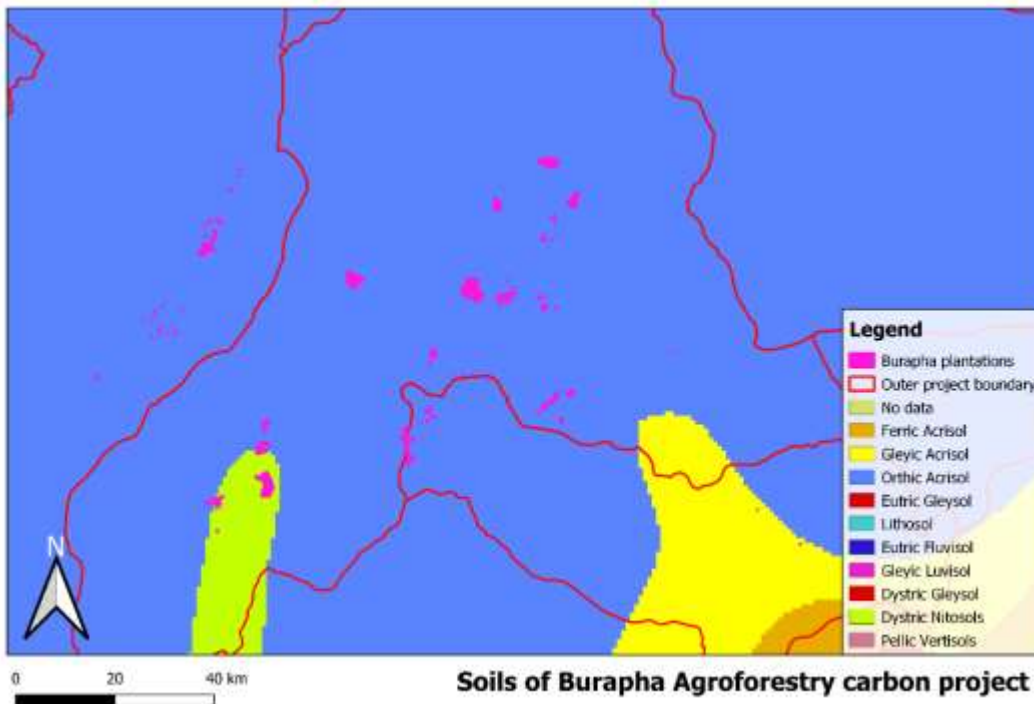 Legend
Burapha plantations
Outer project boundary
No data
Ferric Acrisol
Gleyic Acrisol
Orthic Acrisol
Eutric Gleysol
Lithosol
Eutric Fluvisol
Gleyic Luvisol
Dystric Gleysol
Dystric Nitosols
Pellic Vertisols
N
0 20 40 km
Soils of Burapha Agroforestry carbon project